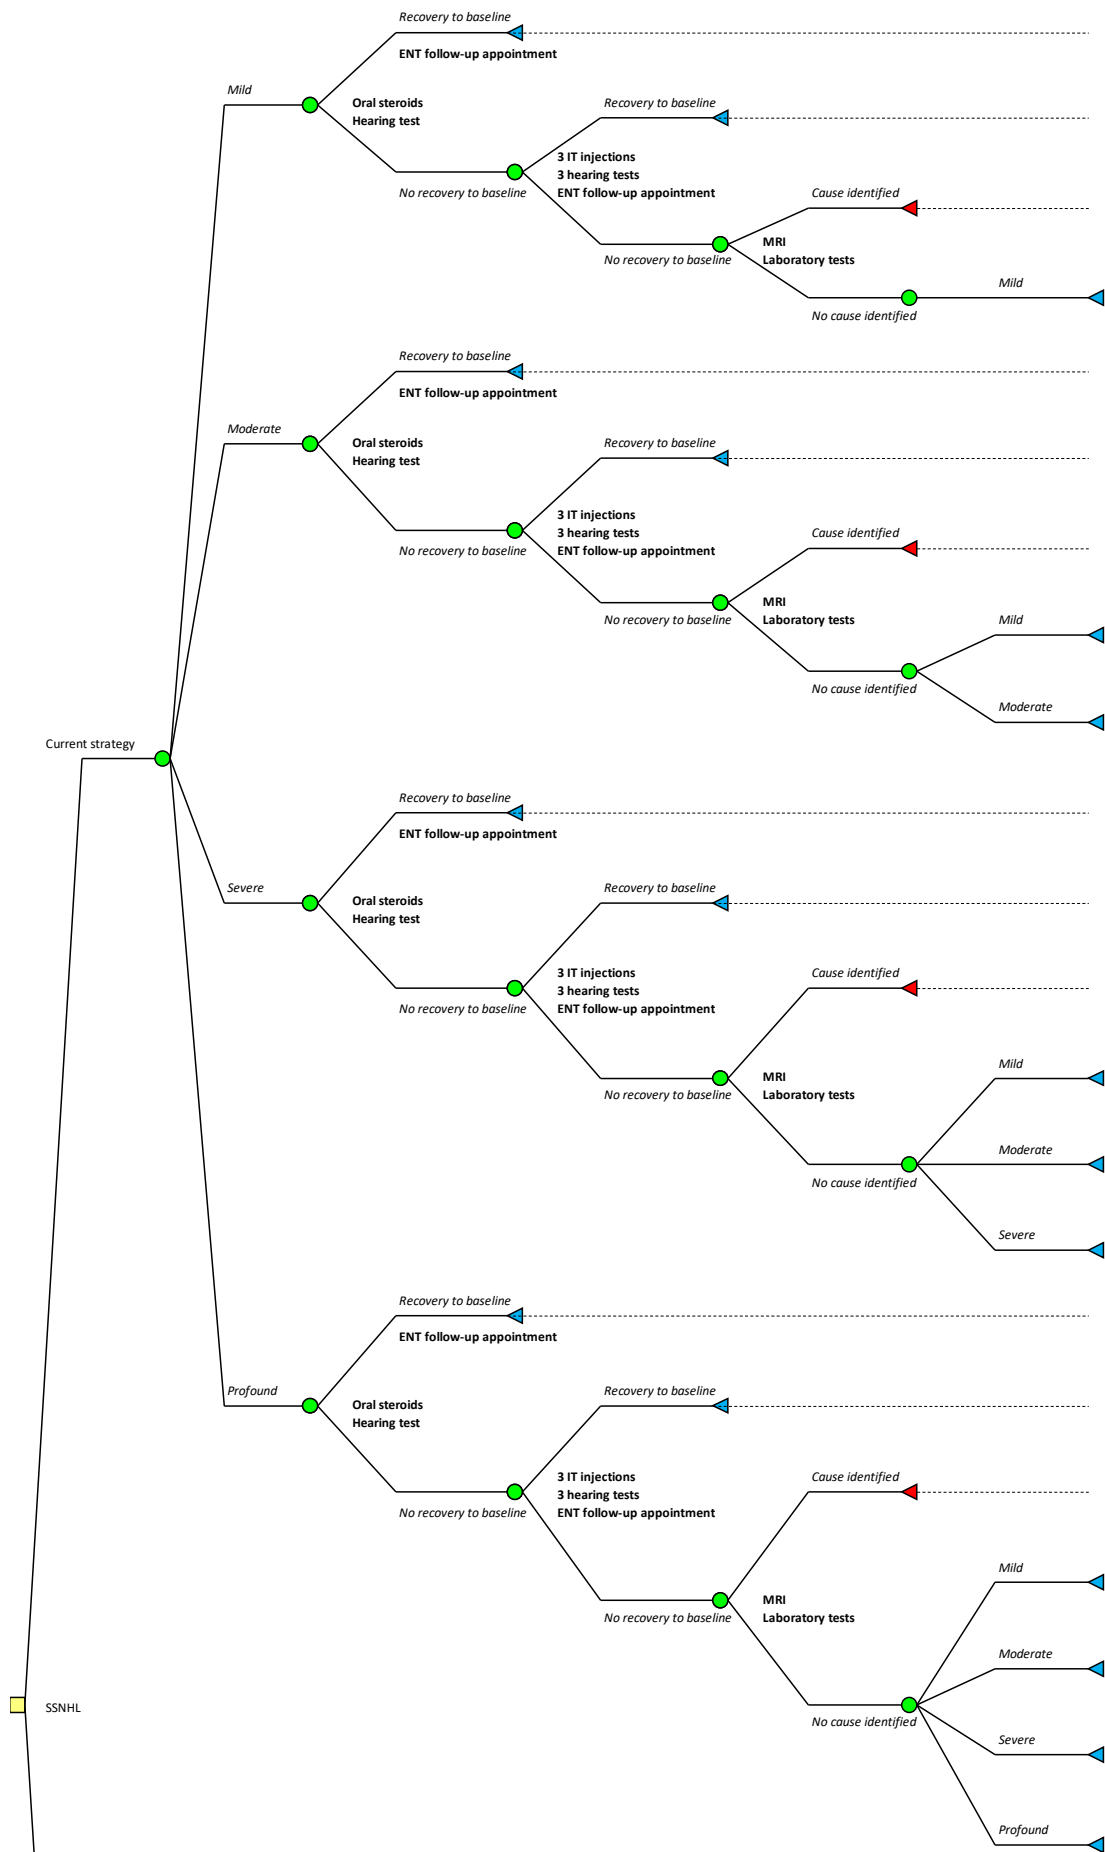 Recovery to baseline
ENT follow-up appointment
Mild
Oral steroids
Hearing test
Recovery to baseline
No recovery to baseline
3 IT injections
3 hearing tests
ENT follow-up appointment
Cause identified
No recovery to baseline
MRI
Laboratory tests
Mild
No cause identified
Recovery to baseline
ENT follow-up appointment
Moderate
Oral steroids
Hearing test
Recovery to baseline
No recovery to baseline
3 IT injections
3 hearing tests
ENT follow-up appointment
Cause identified
No recovery to baseline
MRI
Laboratory tests
Mild
No cause identified
Moderate
Current strategy
Recovery to baseline
ENT follow-up appointment
Severe
Oral steroids
Hearing test
Recovery to baseline
No recovery to baseline
3 IT injections
3 hearing tests
ENT follow-up appointment
Cause identified
No recovery to baseline
MRI
Laboratory tests
Mild
Moderate
No cause identified
Severe
Recovery to baseline
ENT follow-up appointment
Profound
Oral steroids
Hearing test
Recovery to baseline
No recovery to baseline
3 IT injections
3 hearing tests
ENT follow-up appointment
Cause identified
No recovery to baseline
MRI
Laboratory tests
Mild
Moderate
No cause identified
Severe
Profound
SSNHL